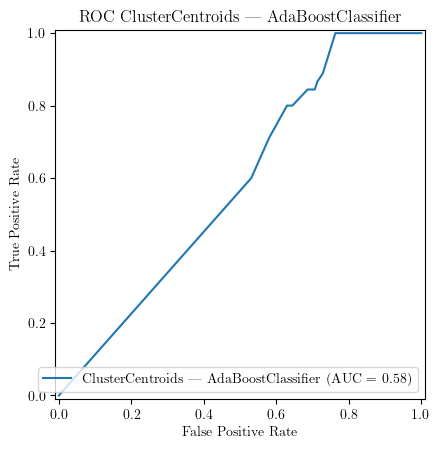 ROC ClusterCentroids — AdaBoostClassifier
1.0
0.8
0.6
0.4
0.2
0.0
True Positive Rate
ClusterCentroids — AdaBoostClassifier (AUC = 0.58)
0.0 0.2 0.4 0.6 0.8 1.0
False Positive Rate